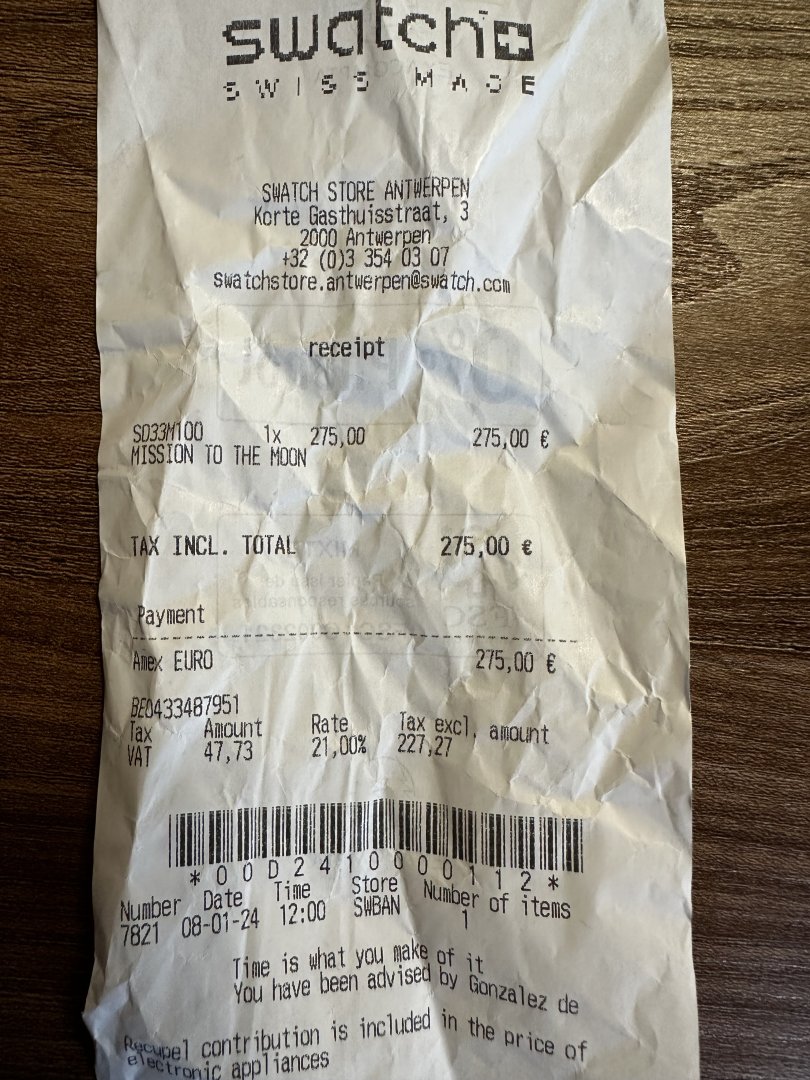 swatch
SWISS MADE
SWATCH STORE ANTWERPEN
Korte Gasthuisstraat, 3
2000 Antwerpen
+32 (0)3 354 03 07
swatchstore.antwerpen@swatch.com
receipt
SO33M100 1x 275,00 275,00 €
MISSION TO THE MOON
TAX INCL. TOTAL 275,00 €
Payment
Amex EURO 275,00 €
BE0433487951
Tax Amount Rate Tax excl. amount
VAT 47,73 21,00% 227,27
*00D241000112*
Number Date Time Store Number of items
7821 08-01-24 12:00 SWBAN 1
Time is what you make of it
You have been advised by Gonzalez de
Recupel contribution is included in the price of
electronic appliances